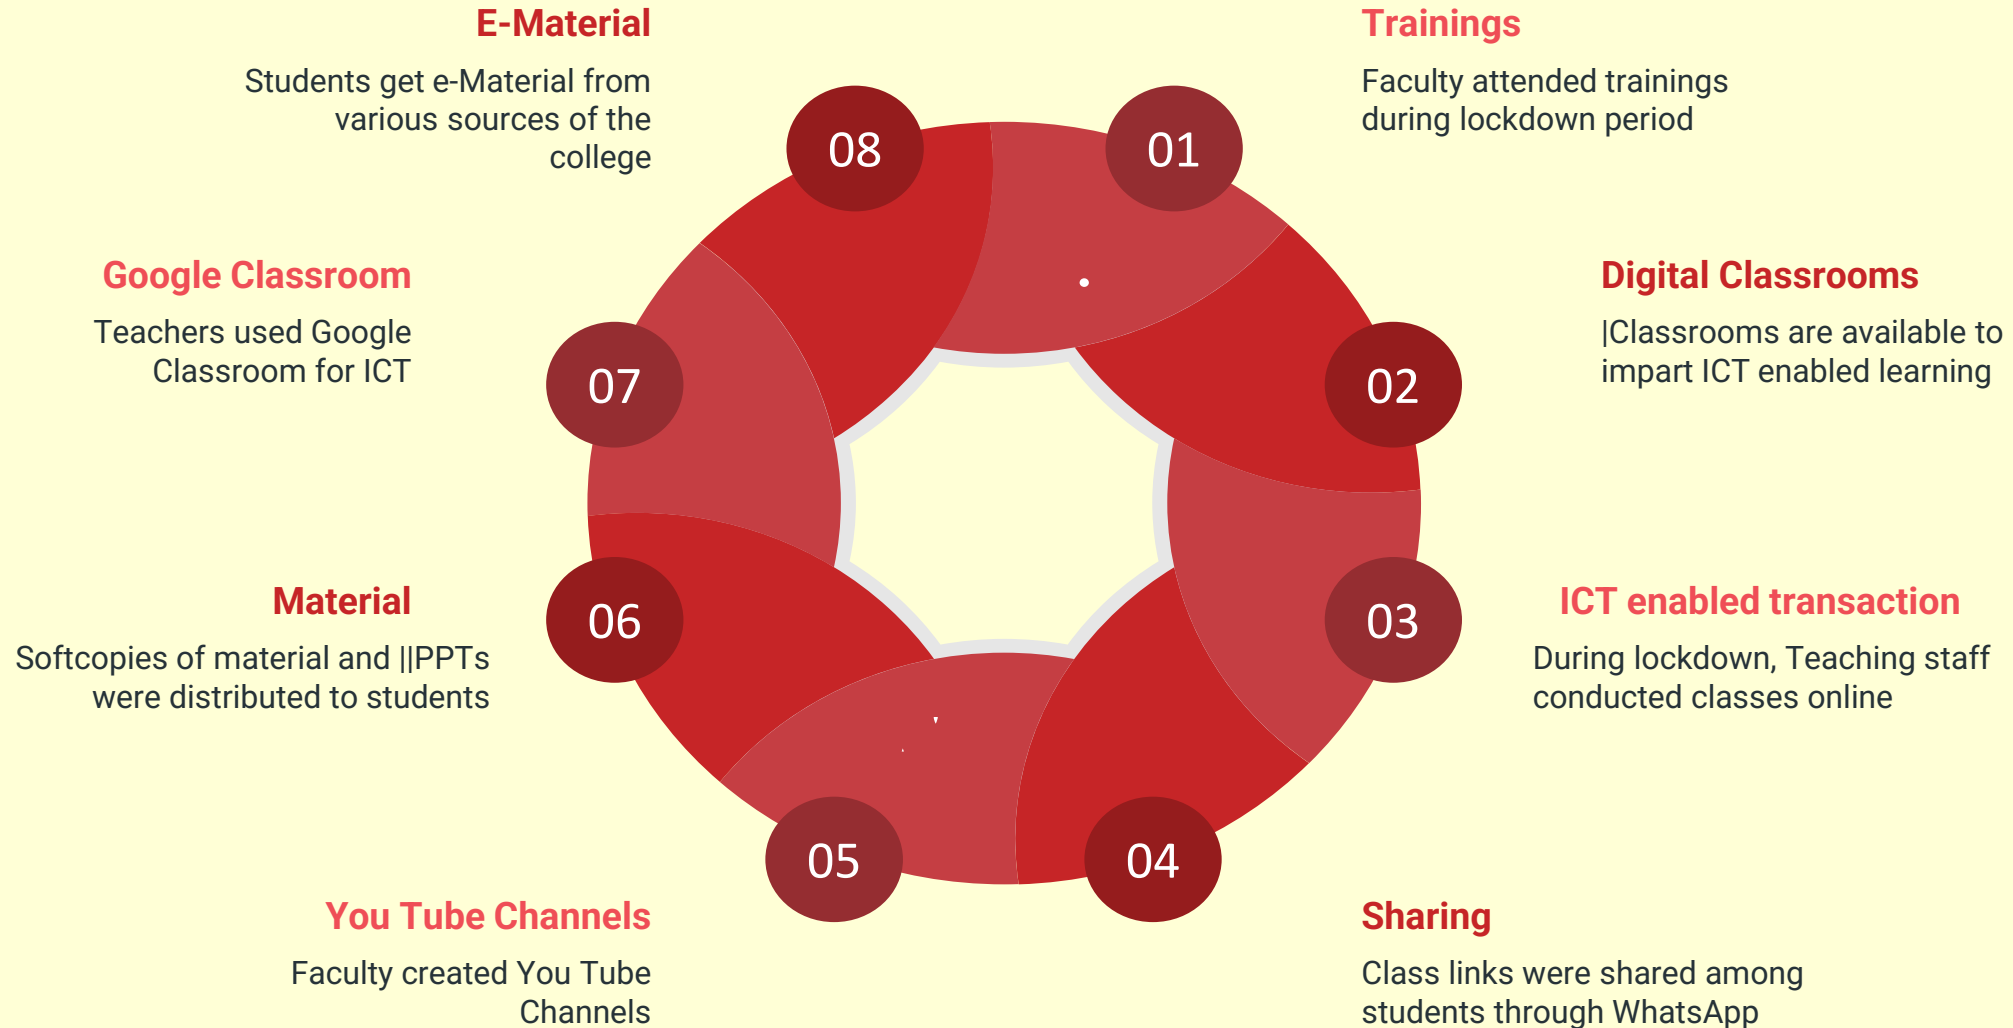 E-Material
Students get e-Material from
various sources of the
college
08
Trainings
Faculty attended trainings
during lockdown period
01
Google Classroom
Teachers used Google
Classroom for ICT
07
Digital Classrooms
|Classrooms are available to
impart ICT enabled learning
02
Material
Softcopies of material and ||PPTs
were distributed to students
06
ICT enabled transaction
During lockdown, Teaching staff
conducted classes online
03
You Tube Channels
Faculty created You Tube
Channels
05
Sharing
Class links were shared among
students through WhatsApp
04